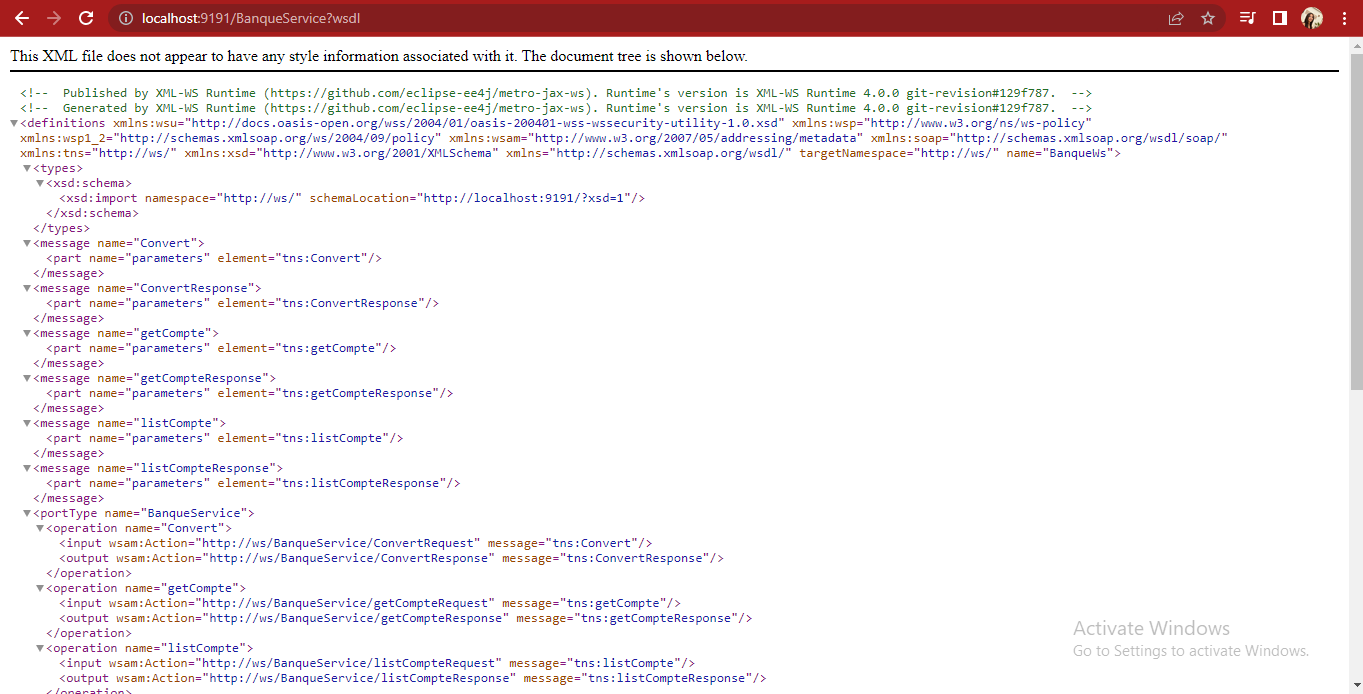 localhost:9191/BanqueService?wsdl
This XML file does not appear to have any style information associated with it. The document tree is shown below.
<!-- Published by XML-WS Runtime (https://github.com/eclipse-ee4j/metro-jax-ws). Runtime's version is XML-WS Runtime 4.0.0 git-revision#129f787. -->
<!-- Generated by XML-WS Runtime (https://github.com/eclipse-ee4j/metro-jax-ws). Runtime's version is XML-WS Runtime 4.0.0 git-revision#129f787. -->
<definitions xmlns:wsu="http://docs.oasis-open.org/wss/2004/01/oasis-200401-wss-wssecurity-utility-1.0.xsd" xmlns:wsp="http://www.w3.org/ns/ws-policy"
xmlns:wsp1_2="http://schemas.xmlsoap.org/ws/2004/09/policy" xmlns:wsam="http://www.w3.org/2007/05/addressing/metadata" xmlns:soap="http://schemas.xmlsoap.org/wsdl/soap/"
xmlns:tns="http://ws/" xmlns:xsd="http://www.w3.org/2001/XMLSchema" xmlns="http://schemas.xmlsoap.org/wsdl/" targetNamespace="http://ws/" name="BanqueWs">
<types>
<xsd:schema>
<xsd:import namespace="http://ws/" schemaLocation="http://localhost:9191/?xsd=1"/>
</xsd:schema>
</types>
<message name="Convert">
<part name="parameters" element="tns:Convert"/>
</message>
<message name="ConvertResponse">
<part name="parameters" element="tns:ConvertResponse"/>
</message>
<message name="getCompte">
<part name="parameters" element="tns:getCompte"/>
</message>
<message name="getCompteResponse">
<part name="parameters" element="tns:getCompteResponse"/>
</message>
<message name="listCompte">
<part name="parameters" element="tns:listCompte"/>
</message>
<message name="listCompteResponse">
<part name="parameters" element="tns:listCompteResponse"/>
</message>
<portType name="BanqueService">
<operation name="Convert">
<input wsam:Action="http://ws/BanqueService/ConvertRequest" message="tns:Convert"/>
<output wsam:Action="http://ws/BanqueService/ConvertResponse" message="tns:ConvertResponse"/>
</operation>
<operation name="getCompte">
<input wsam:Action="http://ws/BanqueService/getCompteRequest" message="tns:getCompte"/>
<output wsam:Action="http://ws/BanqueService/getCompteResponse" message="tns:getCompteResponse"/>
</operation>
<operation name="listCompte">
<input wsam:Action="http://ws/BanqueService/listCompteRequest" message="tns:listCompte"/>
<output wsam:Action="http://ws/BanqueService/listCompteResponse" message="tns:listCompteResponse"/>
</operation>
Activate Windows
Go to Settings to activate Windows.